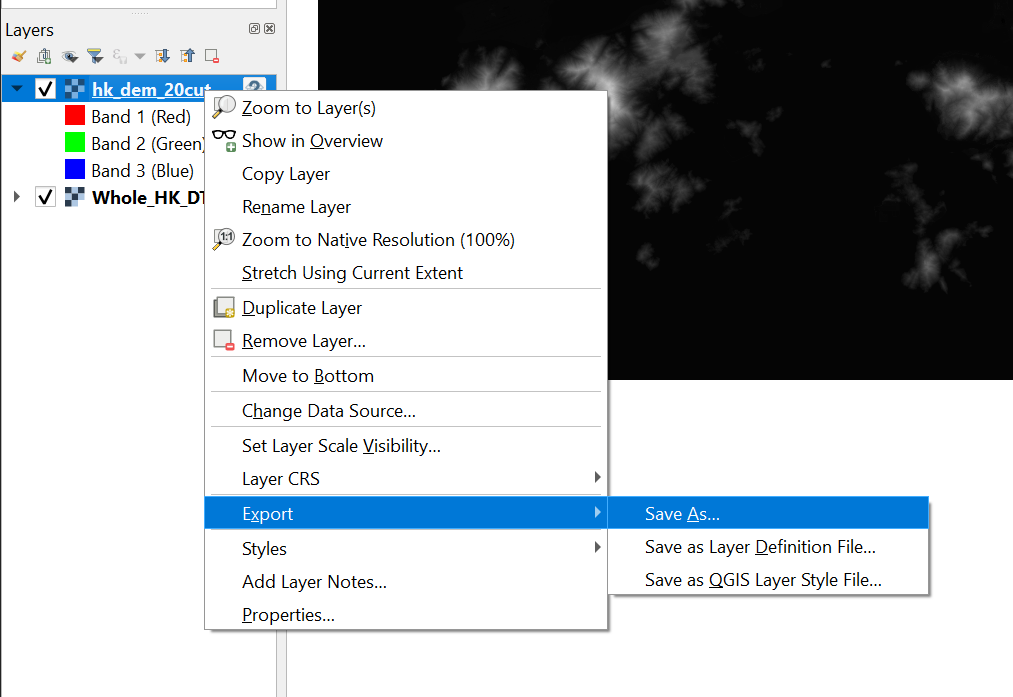 Layers
hk_dem_20cut
Band 1 (Red)
Band 2 (Green)
Band 3 (Blue)
Whole_HK_DT
Zoom to Layer(s)
Show in Overview
Copy Layer
Rename Layer
1:1
Zoom to Native Resolution (100%)
Stretch Using Current Extent
Duplicate Layer
Remove Layer...
Move to Bottom
Change Data Source...
Set Layer Scale Visibility...
Layer CRS
Export
Styles
Add Layer Notes...
Properties...
Save As...
Save as Layer Definition File...
Save as QGIS Layer Style File...